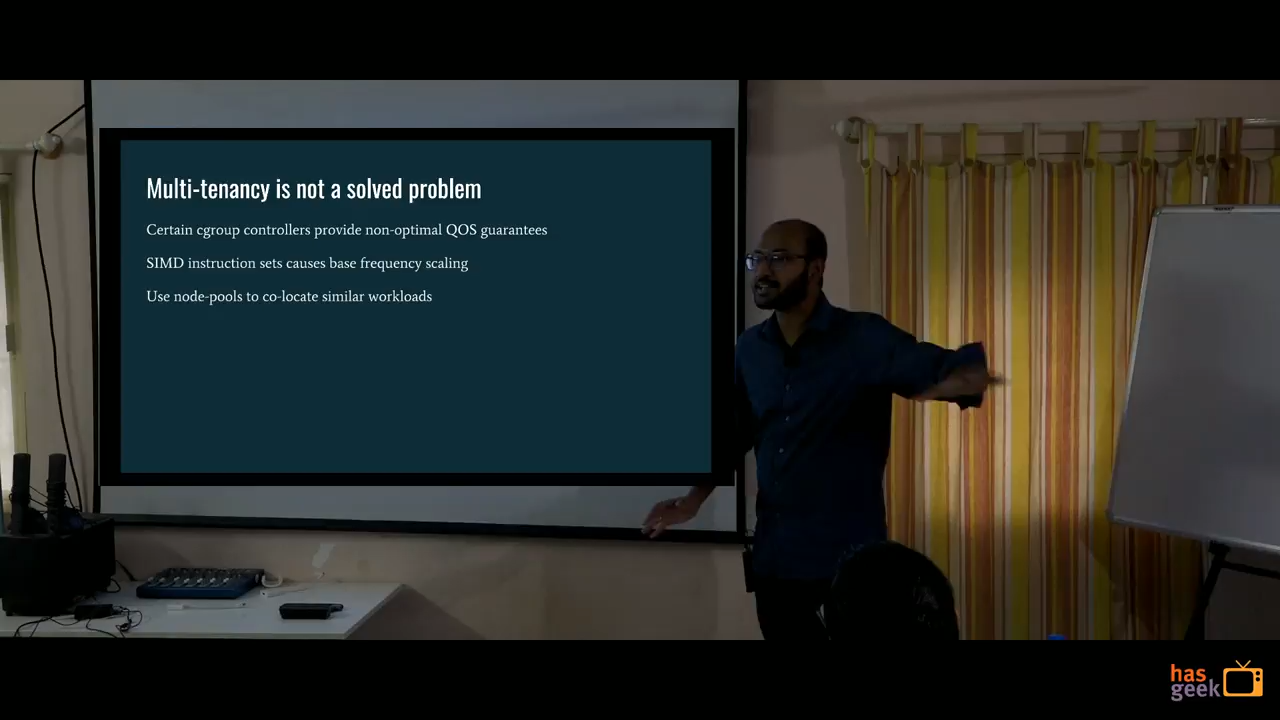 Multi-tenancy is not a solved problem
Certain cgroup controllers provide non-optimal QOS guarantees
SIMD instruction sets causes base frequency scaling
Use node-pools to co-locate similar workloads
has
geek